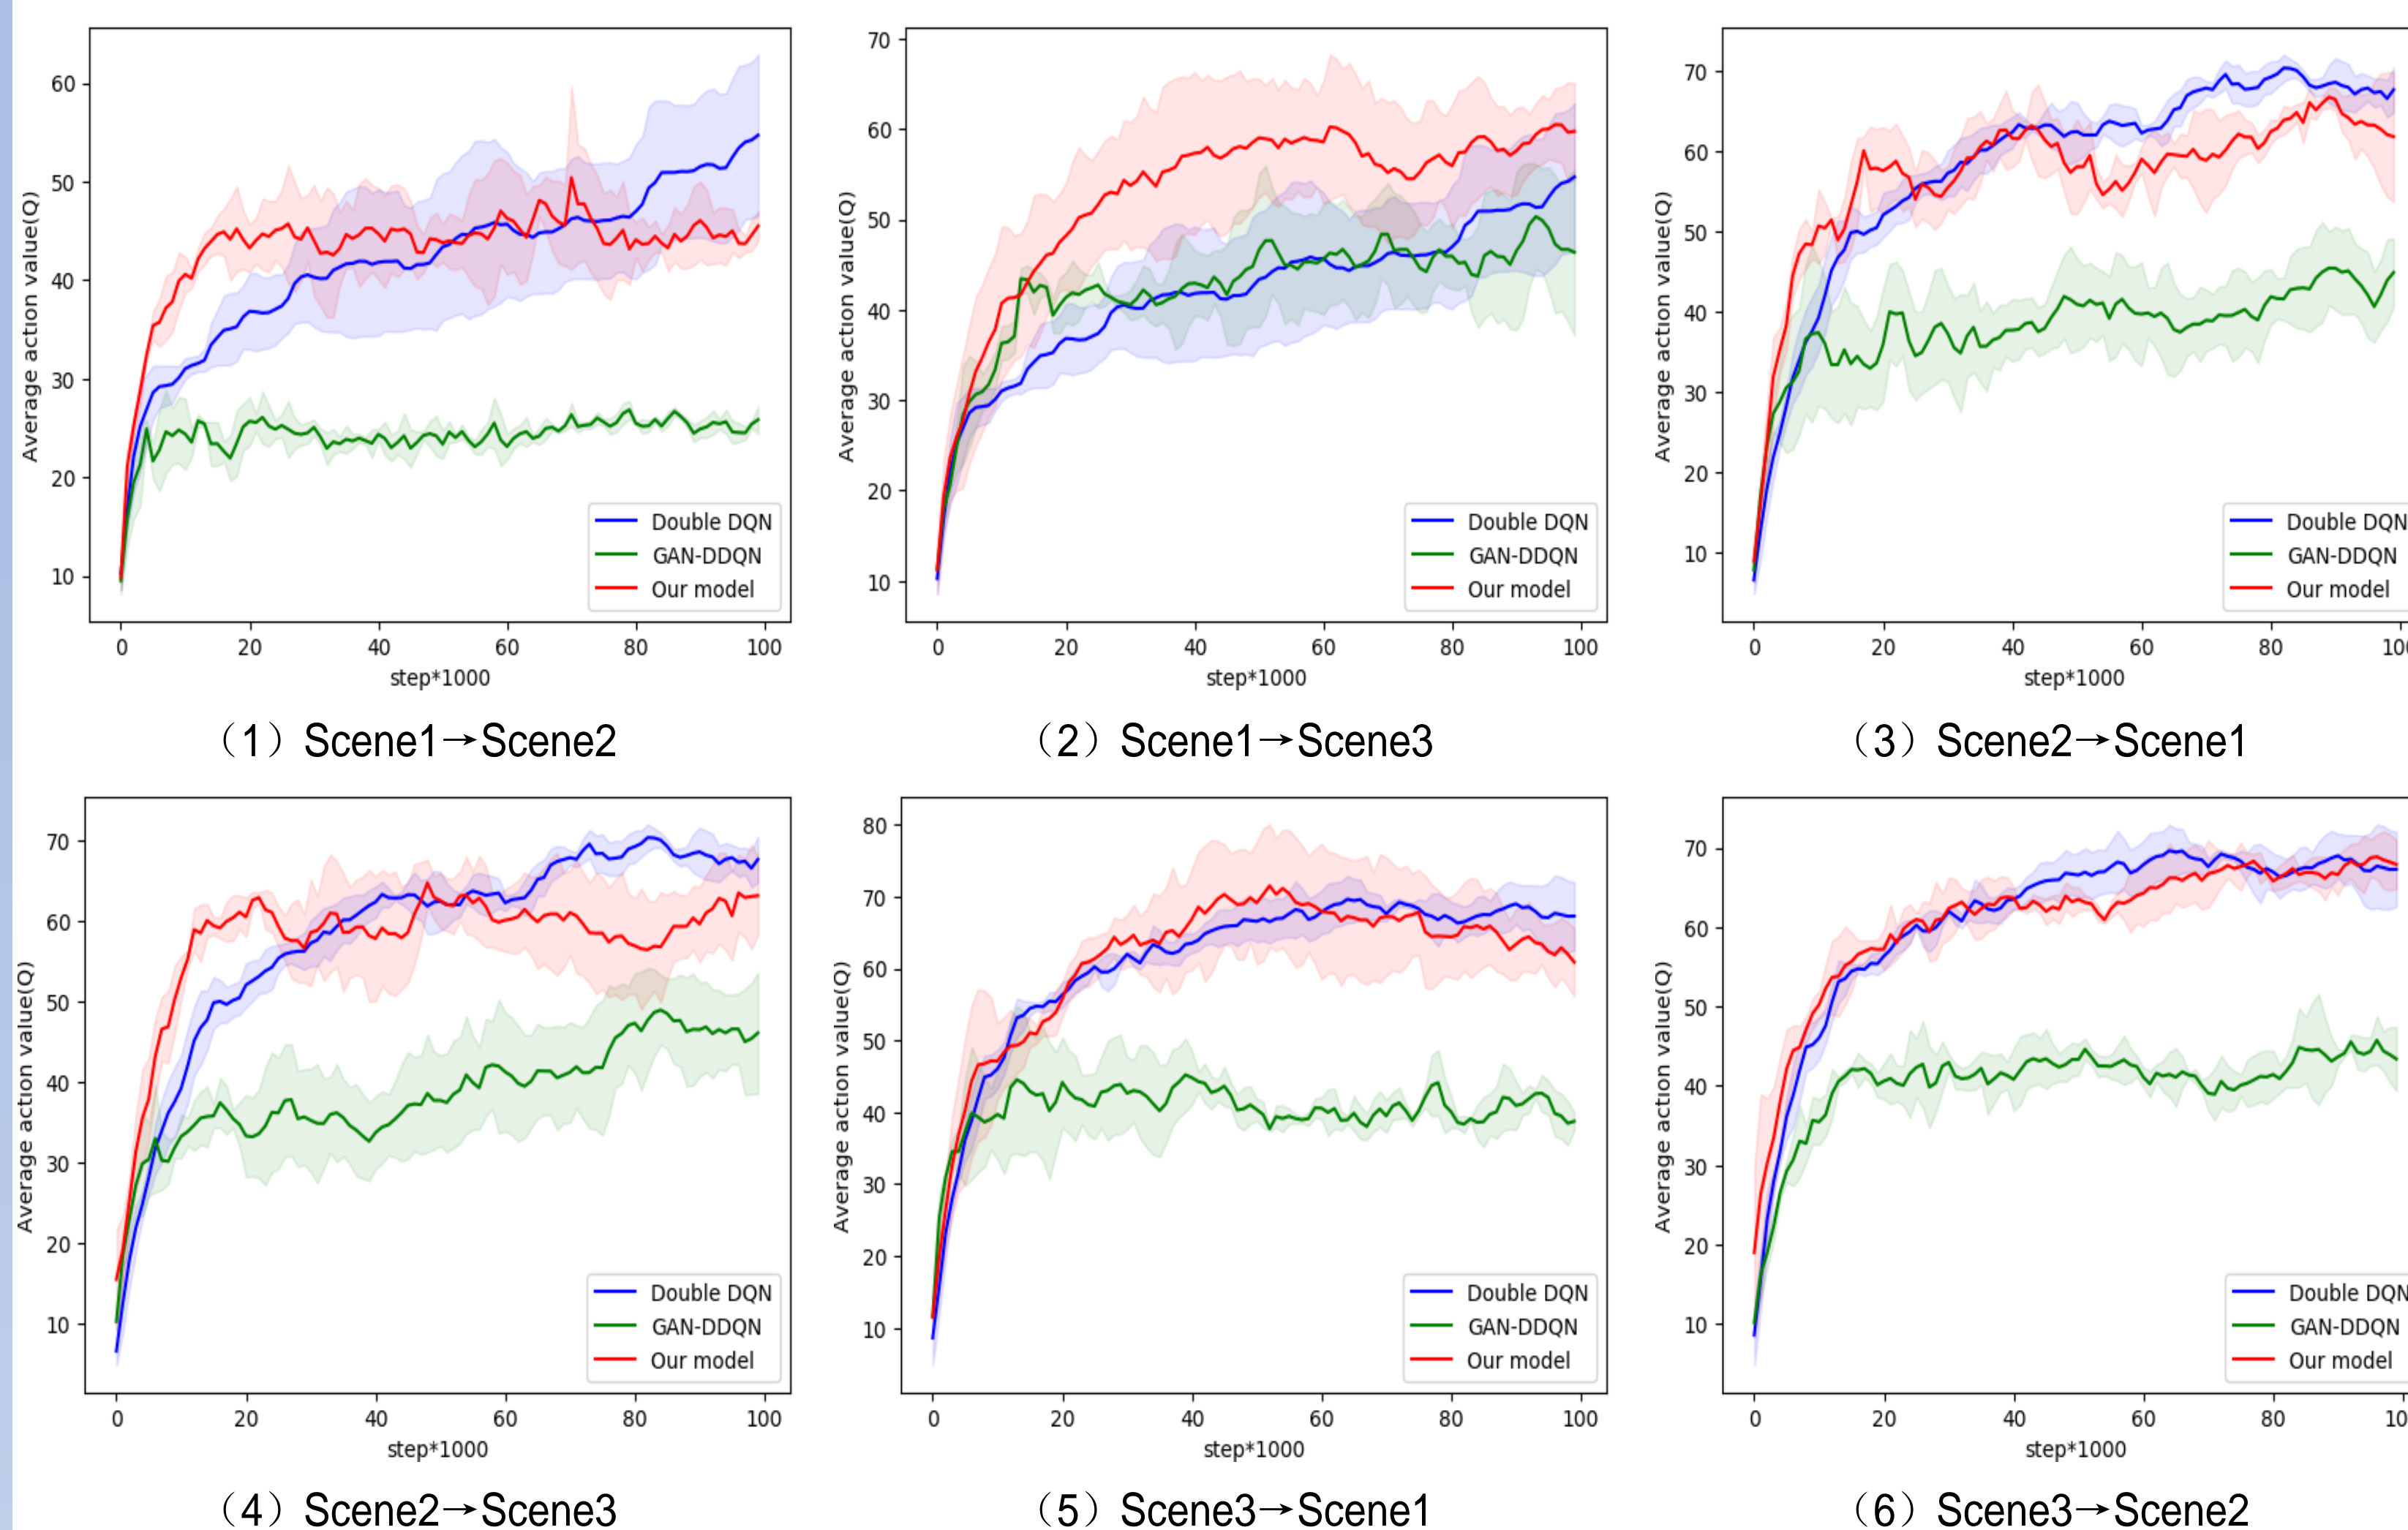 Average action value(Q)
60
50
40
30
20
10
Double DQN
GAN-DDQN
Our model
0 20 40 60 80 100
step*1000
（1）Scene1→Scene2
Average action value(Q)
70
60
50
40
30
20
10
Double DQN
GAN-DDQN
Our model
0 20 40 60 80 100
step*1000
（2）Scene1→Scene3
Average action value(Q)
70
60
50
40
30
20
10
Double DQN
GAN-DDQN
Our model
0 20 40 60 80 100
step*1000
（3）Scene2→Scene1
Average action value(Q)
70
60
50
40
30
20
10
Double DQN
GAN-DDQN
Our model
0 20 40 60 80 100
step*1000
（4）Scene2→Scene3
Average action value(Q)
80
70
60
50
40
30
20
10
Double DQN
GAN-DDQN
Our model
0 20 40 60 80 100
step*1000
（5）Scene3→Scene1
Average action value(Q)
70
60
50
40
30
20
10
Double DQN
GAN-DDQN
Our model
0 20 40 60 80 10
step*1000
（6）Scene3→Scene2